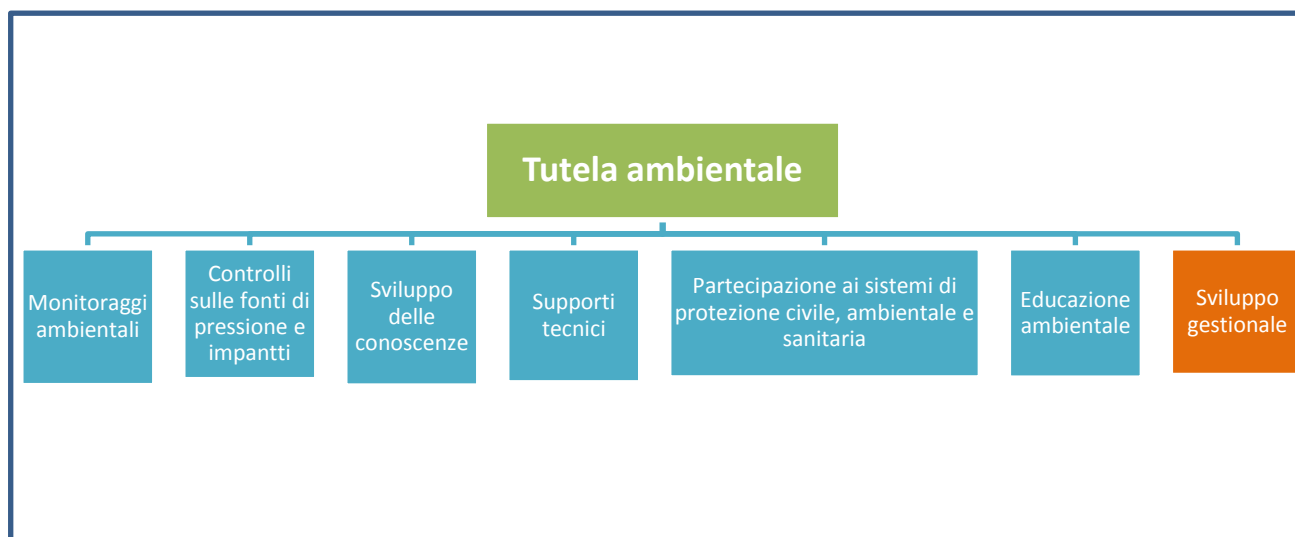 Tutela ambientale
Monitoraggi
ambientali
Controlli
sulle fonti di
pressione e
impantti
Sviluppo
delle
conoscenze
Supporti
tecnici
Partecipazione ai sistemi di
protezione civile, ambientale e
sanitaria
Educazione
ambientale
Sviluppo
gestionale